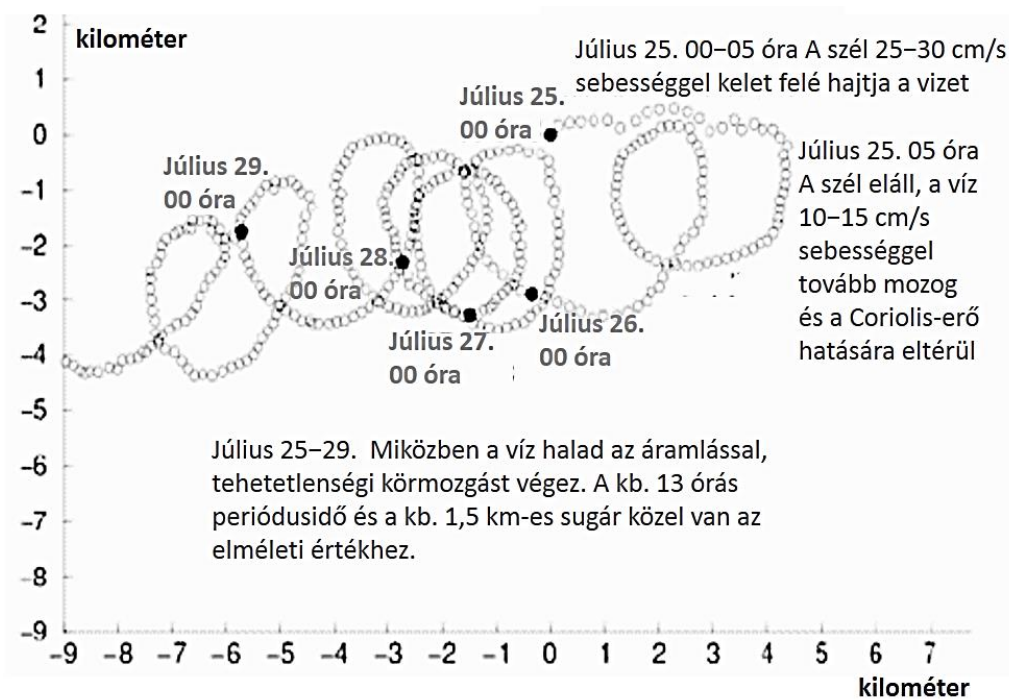 kilométer
2
1
0
−1
−2
−3
−4
−5
−6
−7
−8
−9
Július 25. 00−05 óra A szél 25−30 cm/s
sebességgel kelet felé hajtja a vizet
Július 25.
00 óra
Július 25. 05 óra
A szél eláll, a víz
10−15 cm/s
sebességgel
tovább mozog
és a Coriolis-erő
hatására eltérül
Július 29.
00 óra
Július 28.
00 óra
Július 27.
00 óra
Július 26.
00 óra
Július 25−29. Miközben a víz halad az áramlással,
tehetetlenségi körmozgást végez. A kb. 13 órás
periódusidő és a kb. 1,5 km-es sugár közel van az
elméleti értékhez.
−9 −8 −7 −6 −5 −4 −3 −2 −1 0 1 2 3 4 5 6 7
kilométer